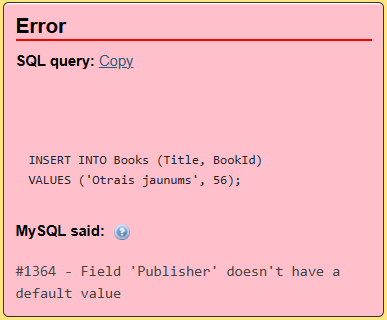 Error
SQL query: Copy
INSERT INTO Books (Title, BookId)
VALUES ('Otrais jaunums', 56);
MySQL said:
#1364 - Field 'Publisher' doesn't have a
default value